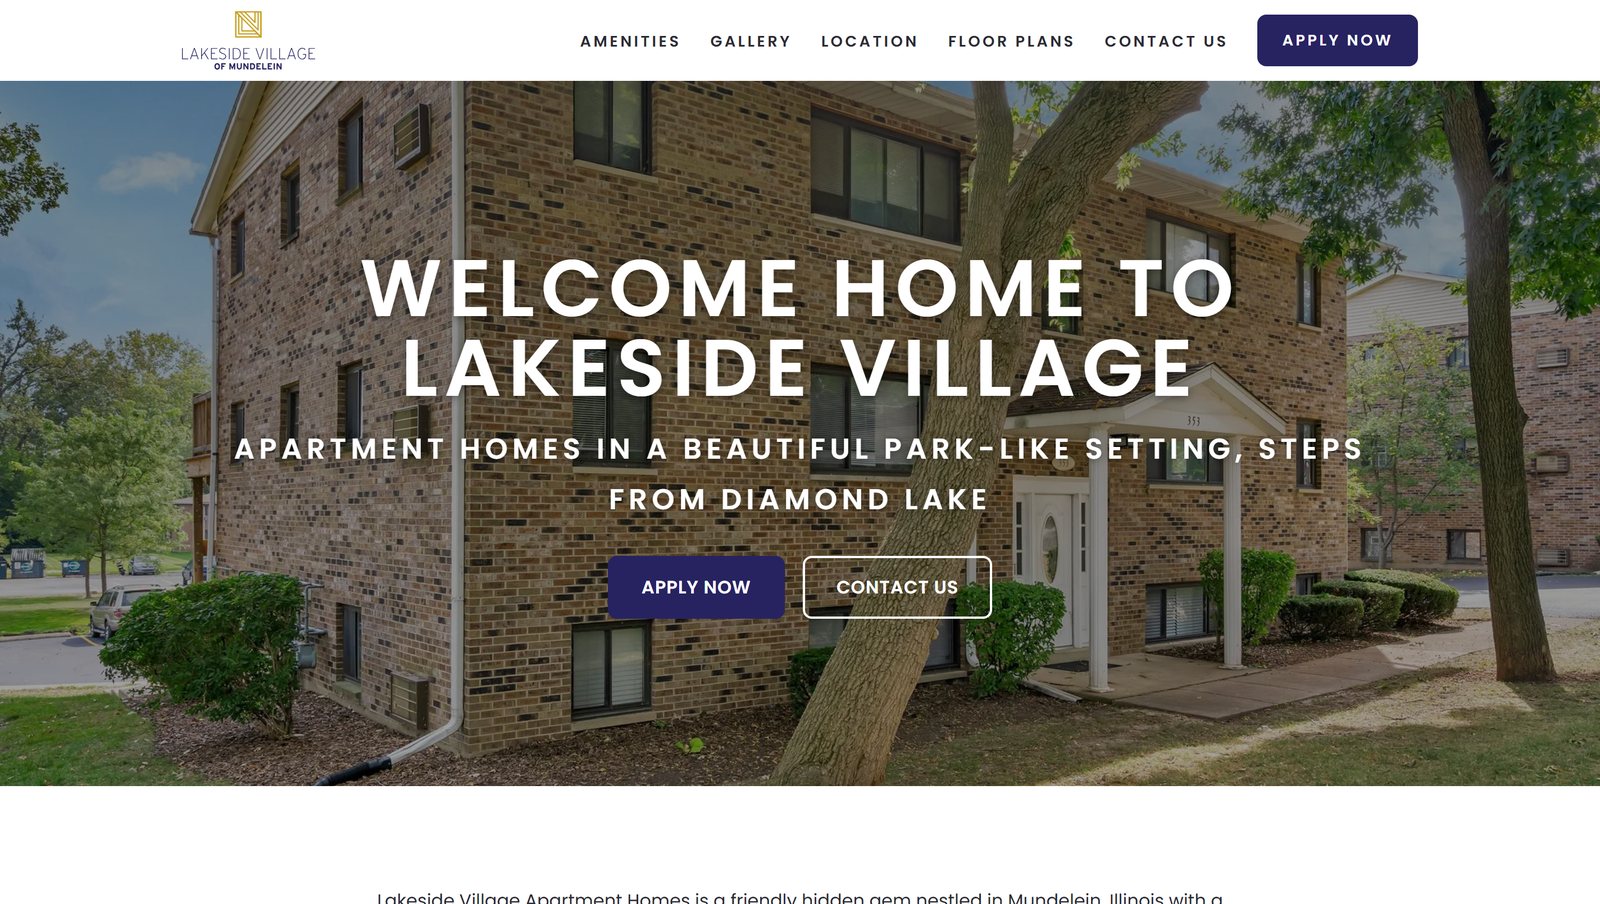 LAKESIDE VILLAGE
OF MUNDELEIN
AMENITIES GALLERY LOCATION FLOOR PLANS CONTACT US APPLY NOW
WELCOME HOME TO
LAKESIDE VILLAGE
353
APARTMENT HOMES IN A BEAUTIFUL PARK-LIKE SETTING, STEPS
FROM DIAMOND LAKE
APPLY NOW CONTACT US
Lakeside Village Apartment Homes is a friendly hidden gem nestled in Mundelein, Illinois with a